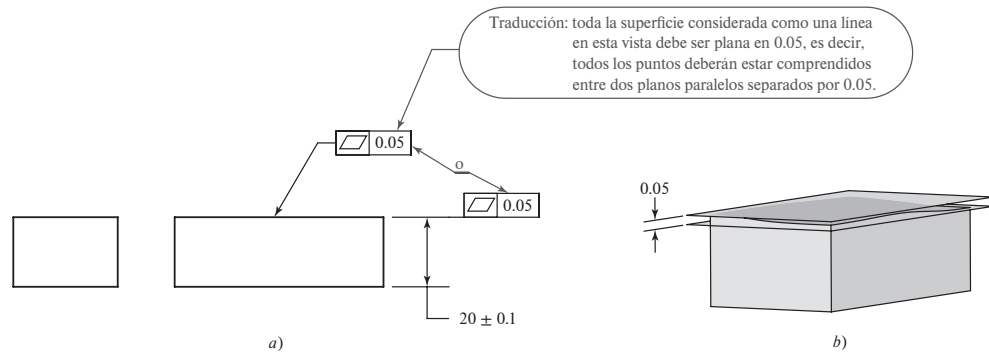 Traducción: toda la superficie considerada como una línea
en esta vista debe ser plana en 0.05, es decir,
todos los puntos deberán estar comprendidos
entre dos planos paralelos separados por 0.05.
0.05
o
0.05
0.05
20 ± 0.1
a)
b)